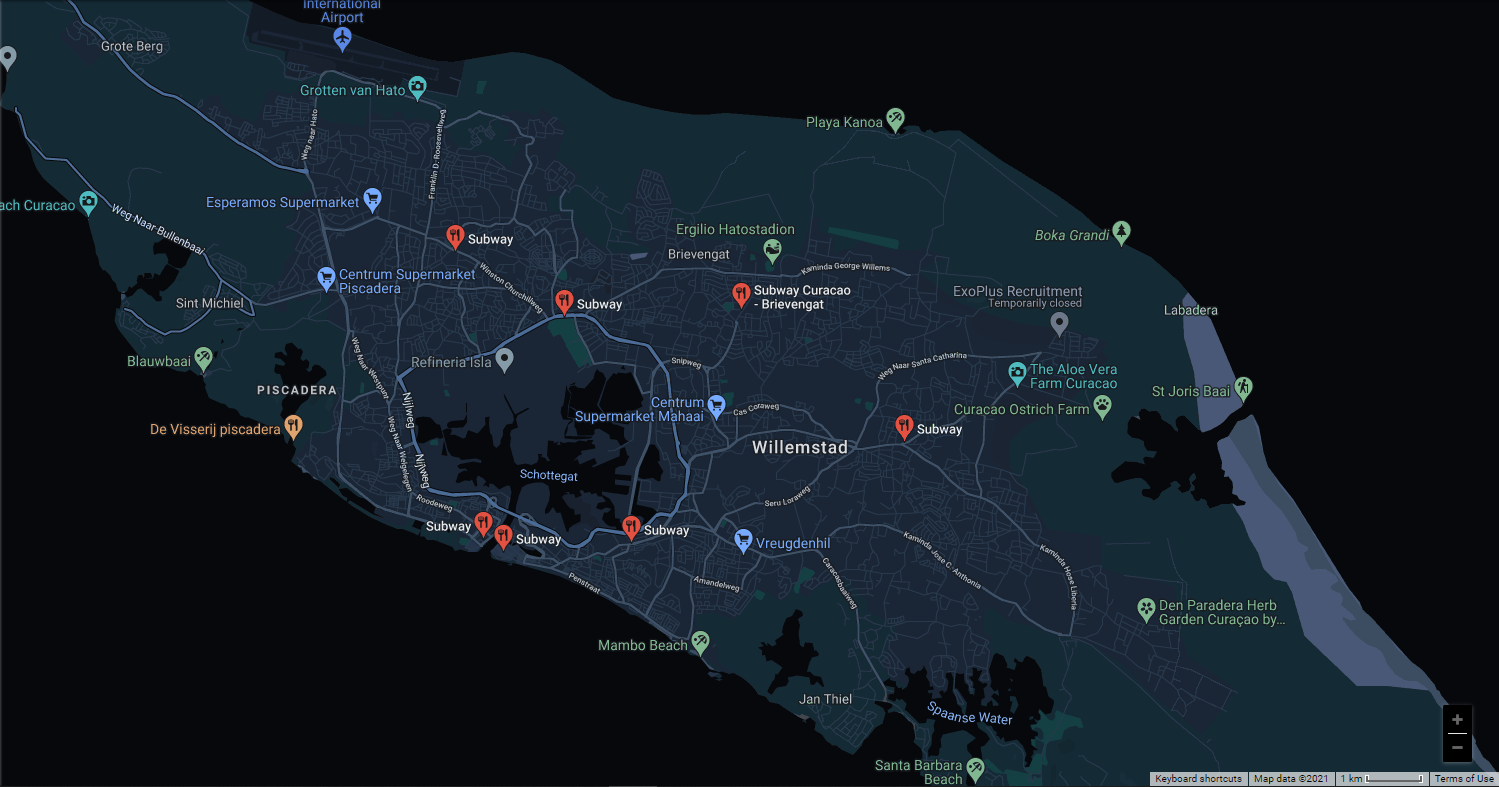 International
Airport
Grote Berg
Grotten van Hato
Weg naar Hato
Franklin D. Rooseveltweg
Playa Kanoa
Esperamos Supermarket
ach Curacao
Weg Naar Bullenbaai
Subway
Ergilio Hatostadion
Boka Grandi
Brievengat
Kaminda George Willems
Centrum Supermarket
Piscadera
Winston Churchillweg
Subway Curacao
- Brievengat
ExoPlus Recruitment
Temporarily closed
Sint Michiel
Subway
Labadera
Blauwbaai
Refineria Isla
Snipweg
Weg Naar Santa Catharina
The Aloe Vera
Farm Curacao
Weg Naar Westpunt
PISCADERA
St Joris Baai
Nijlweg
Centrum
Supermarket Mahaai
Cas Coraweg
Curacao Ostrich Farm
De Visserij piscadera
Subway
Weg Naar Welgelegen
Willemstad
Nijlweg
Schottegat
Roodeweg
Seru Loraweg
Subway
Subway
Subway
Vreugdenhil
Kaminda Jose C. Anthonia
Kaminda Hose Liberia
Penstraat
Amandelweg
Caracasbaaiweg
Den Paradera Herb
Garden Curaçao by...
Mambo Beach
Jan Thiel
Spaanse Water
Santa Barbara
Beach
+
−
Keyboard shortcuts
Map data ©2021
1 km
Terms of Use